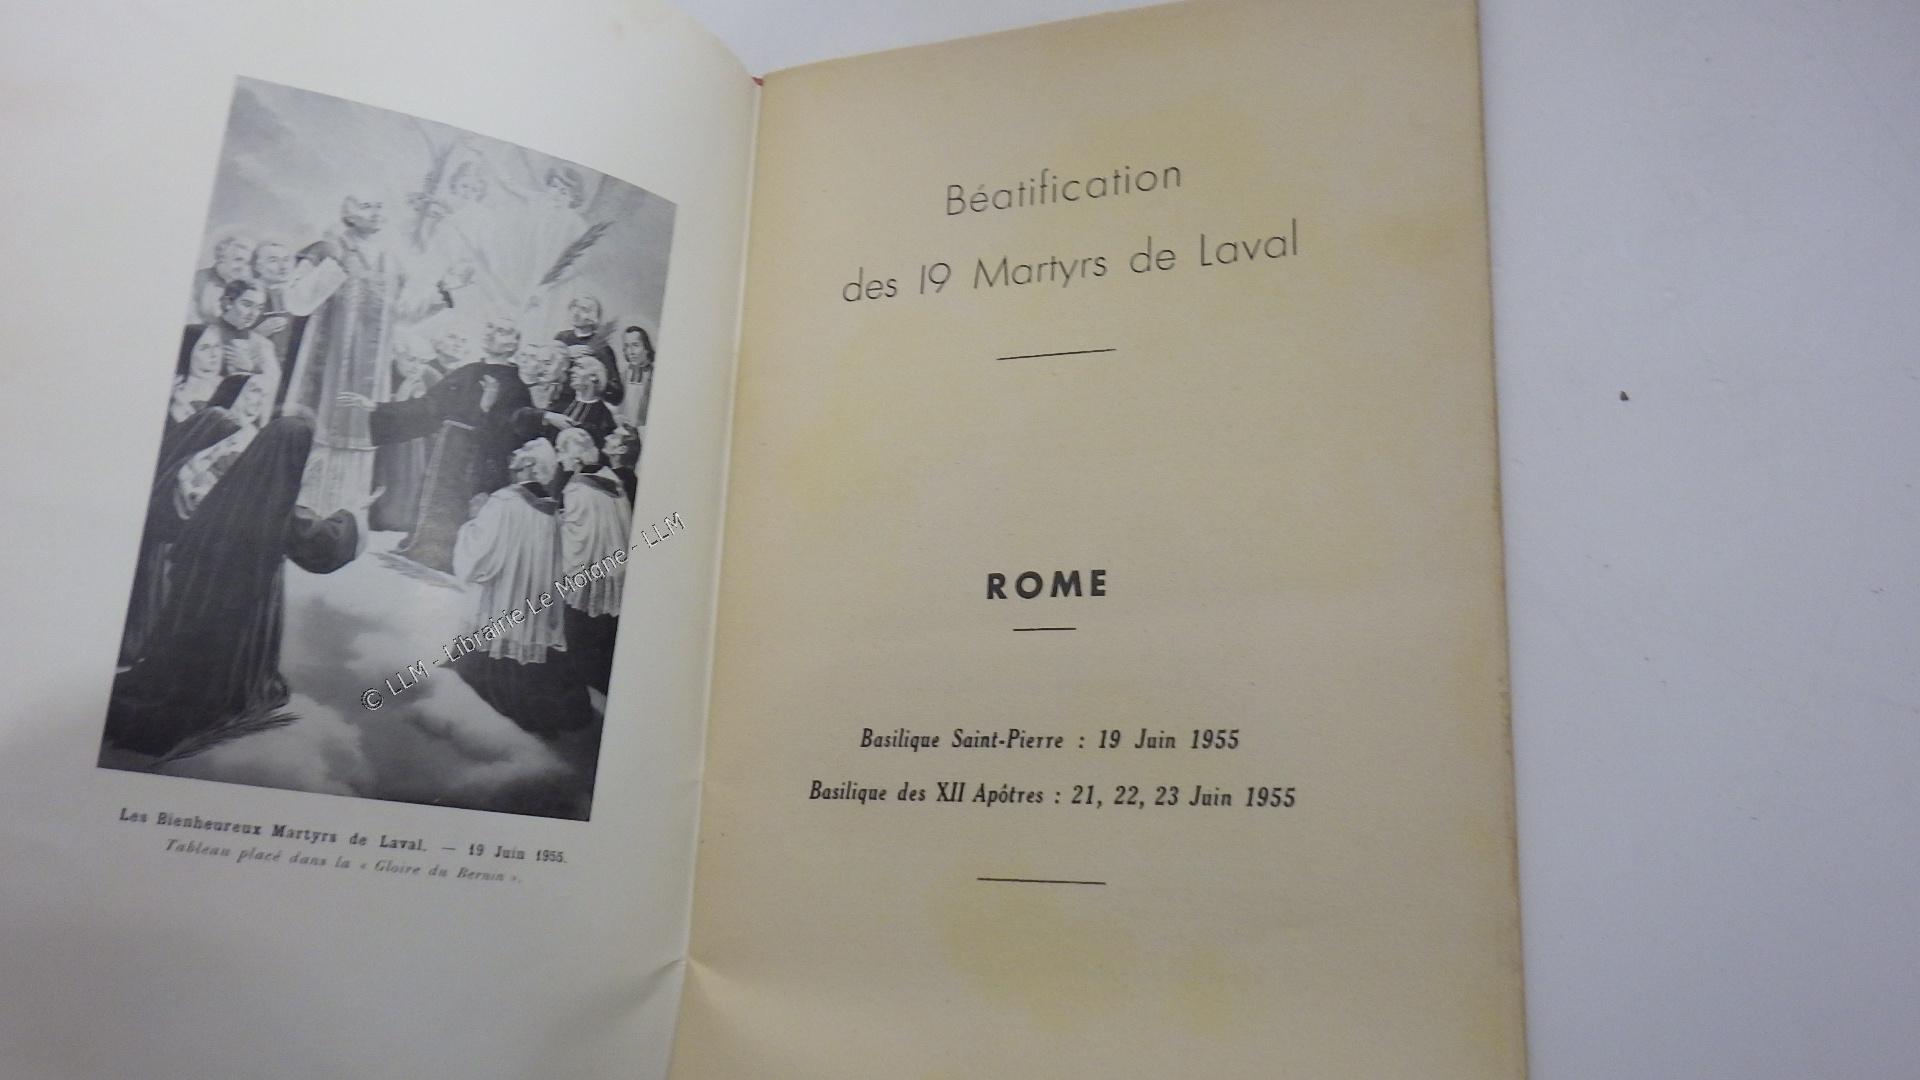 Les Bienheureux Martyrs de Laval. — 19 Juin 1955.
Tableau placé dans la « Gloire du Bernin ».
© LLM - Librairie Le Moiane - LLM
Béatification
des 19 Martyrs de Laval
ROME
Basilique Saint-Pierre : 19 Juin 1955
Basilique des XII Apôtres : 21, 22, 23 Juin 1955